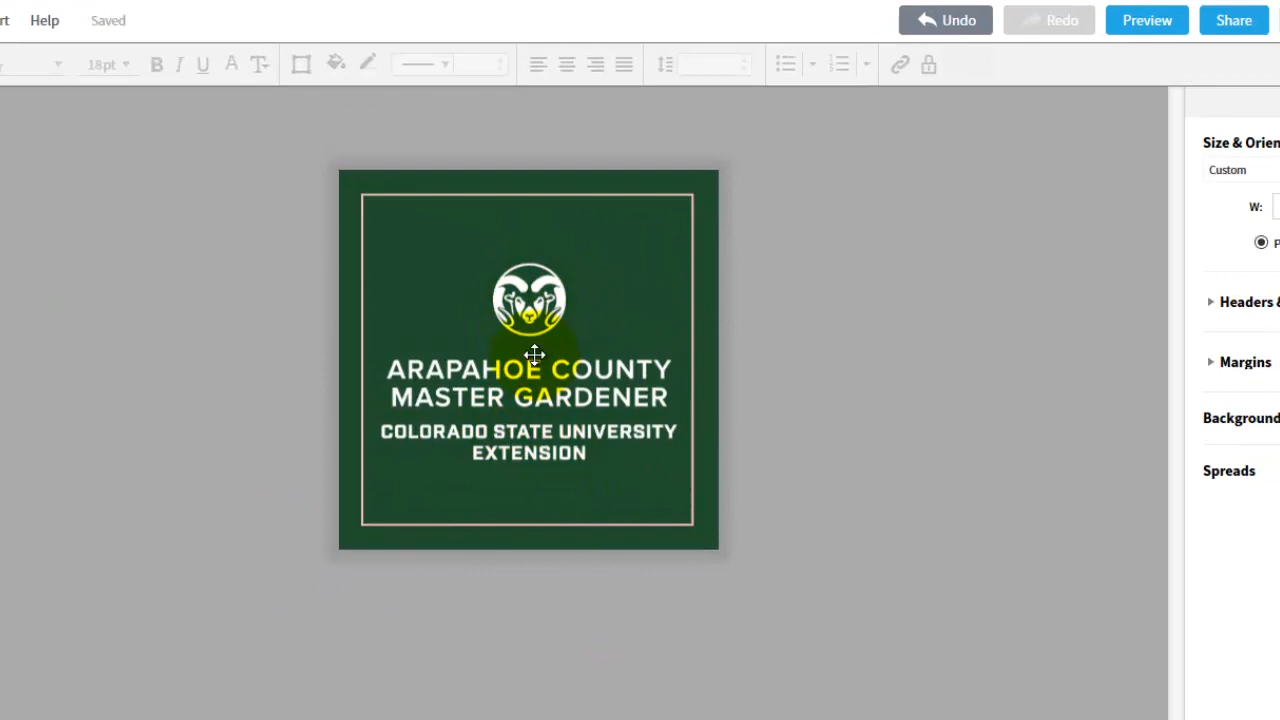 Help Saved Undo Redo Preview Share
18pt B I U A T
Size & Orien
Custom
W:
Headers &
Margins
Background
Spreads
ARAPAHOE COUNTY
MASTER GARDENER
COLORADO STATE UNIVERSITY
EXTENSION